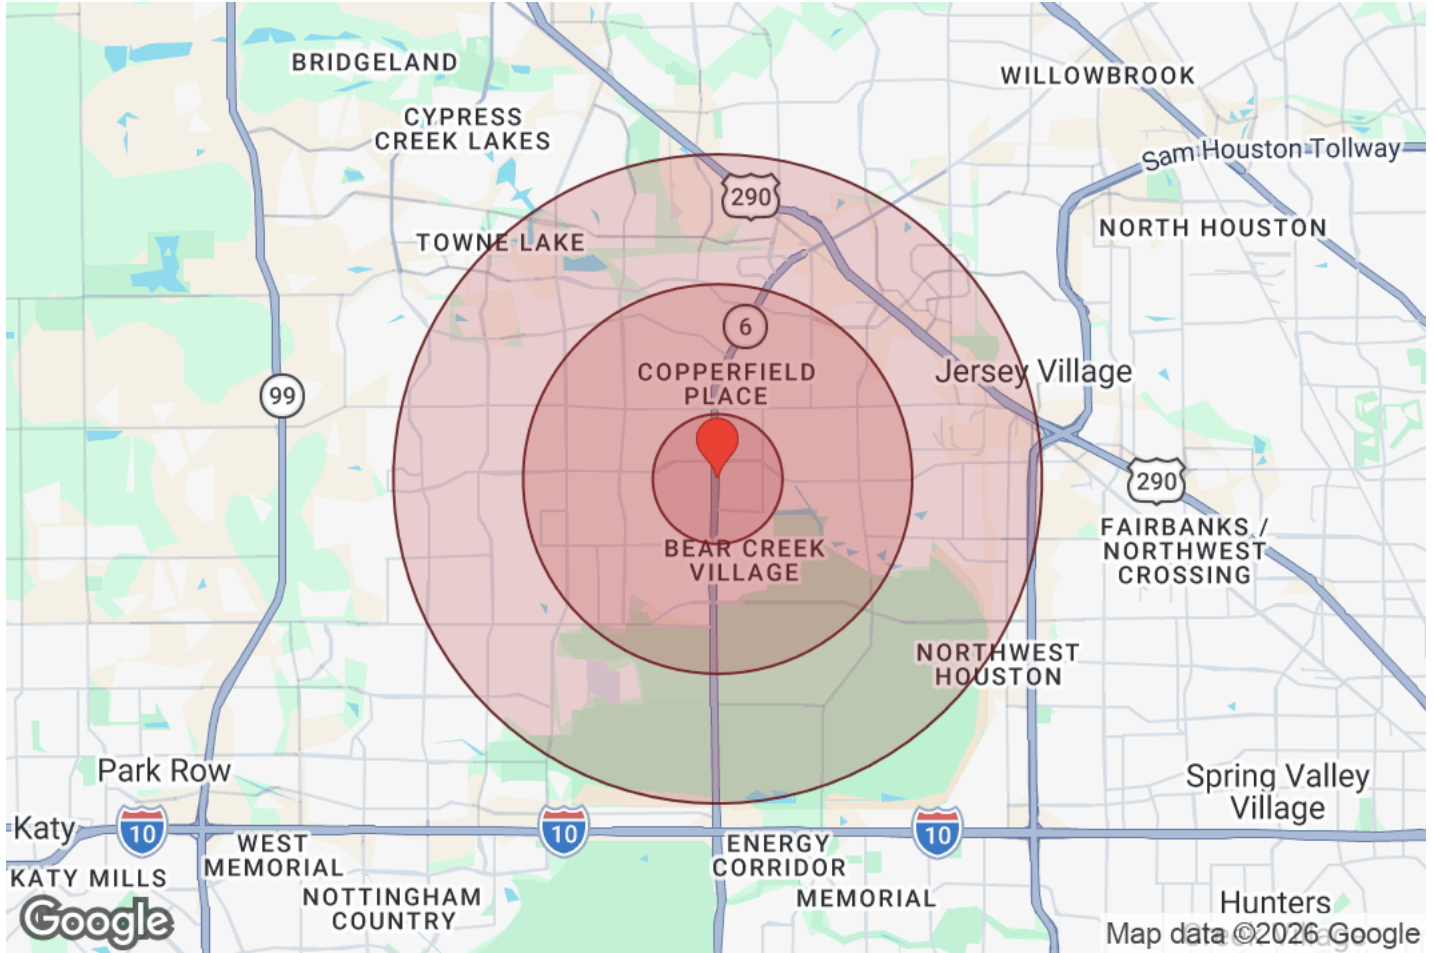 BRIDGELAND
WILLOWBROOK
CYPRESS
CREEK LAKES
Sam Houston Tollway
290
NORTH HOUSTON
TOWNE LAKE
6
COPPERFIELD
PLACE
Jersey Village
99
290
FAIRBANKS /
NORTHWEST
CROSSING
BEAR CREEK
VILLAGE
NORTHWEST
HOUSTON
Park Row
Spring Valley
Village
Katy
10
10
10
WEST
MEMORIAL
ENERGY
CORRIDOR
KATY MILLS
NOTTINGHAM
COUNTRY
MEMORIAL
Hunters
Google
Map data ©2026 Google